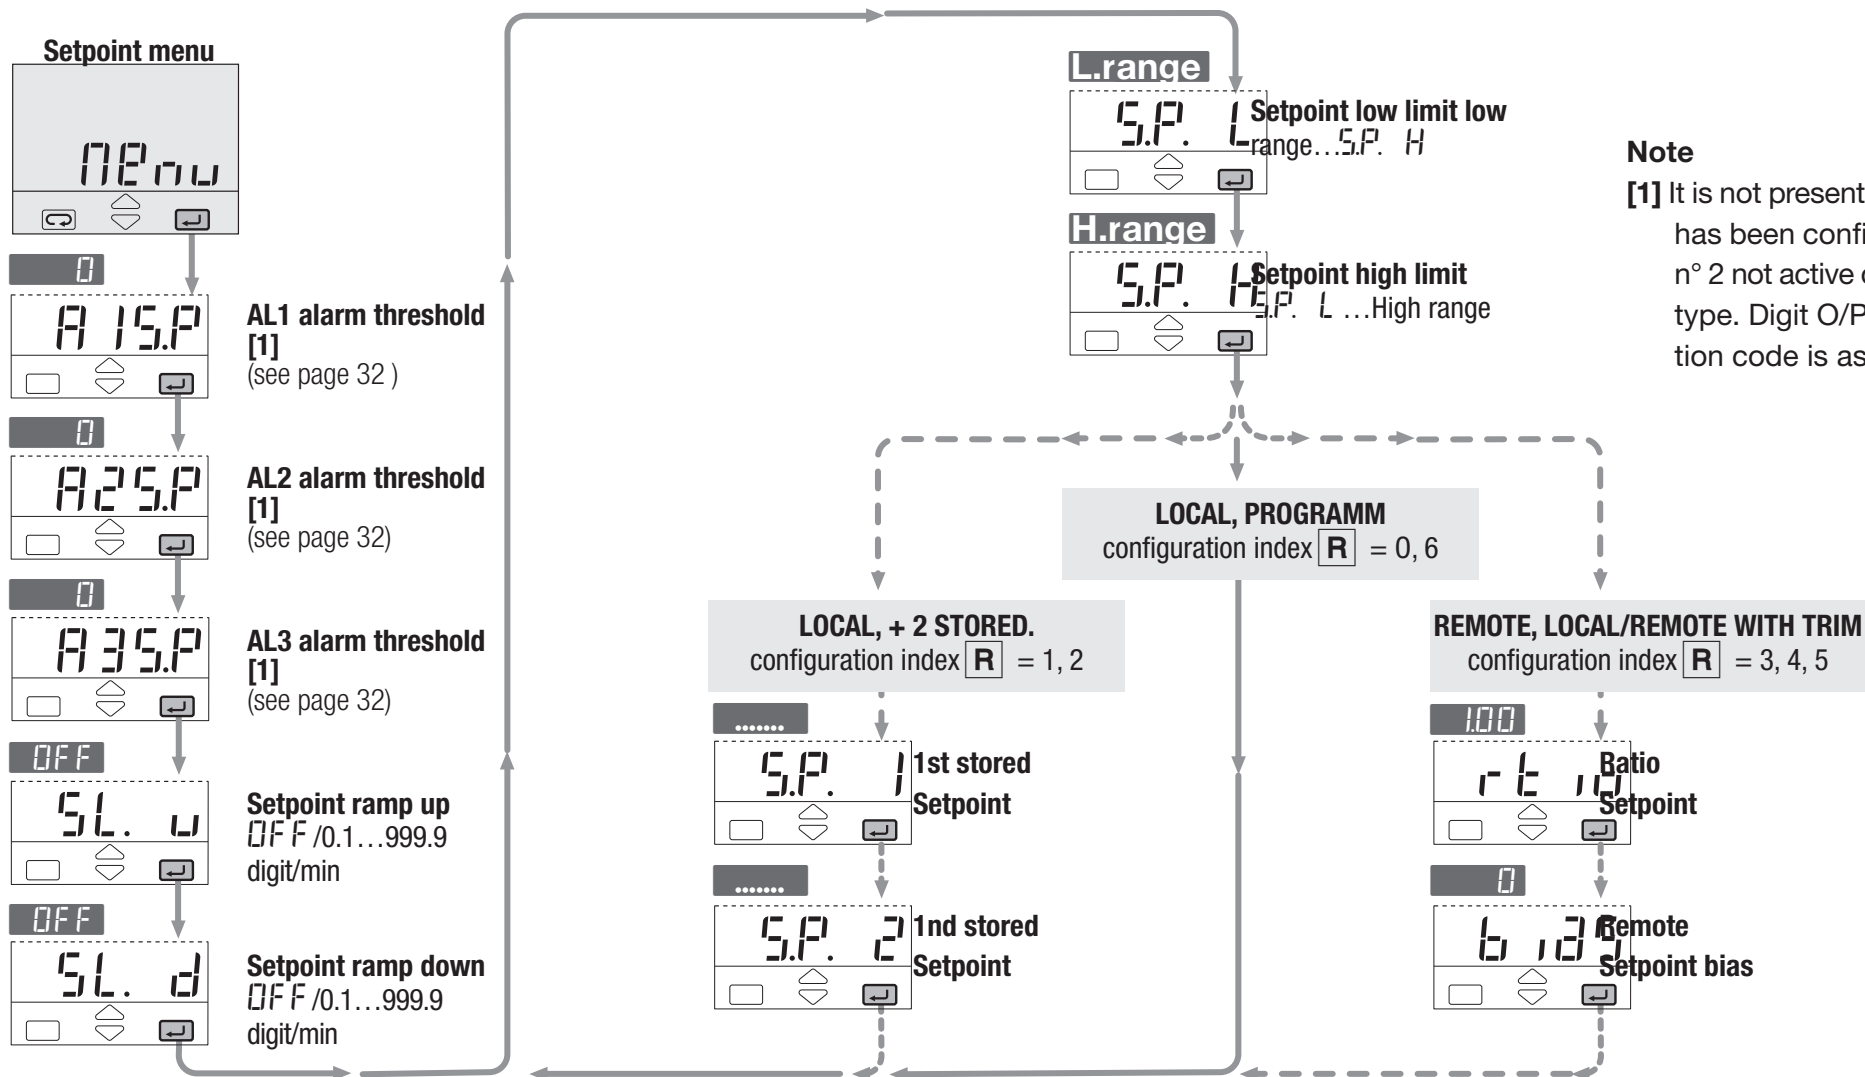 Setpoint menu
MEnu
0
A1S.P
AL1 alarm threshold
[1]
(see page 32 )
0
A2S.P
AL2 alarm threshold
[1]
(see page 32)
0
A3S.P
AL3 alarm threshold
[1]
(see page 32)
OFF
SL. u
Setpoint ramp up
OFF/0.1...999.9
digit/min
OFF
SL. d
Setpoint ramp down
OFF/0.1...999.9
digit/min
L.range
S.P. L
Setpoint low limit low
range...S.P. H
H.range
S.P. H
Setpoint high limit
S.P. L ...High range
LOCAL, PROGRAMM
configuration index R = 0, 6
LOCAL, + 2 STORED.
configuration index R = 1, 2
.......
S.P. 1
1st stored
Setpoint
.......
S.P. 2
1nd stored
Setpoint
REMOTE, LOCAL/REMOTE WITH TRIM
configuration index R = 3, 4, 5
1.00
rtio
Ratio
Setpoint
0
biaS
Remote
Setpoint bias
Note
[1] It is not present
has been confi
n° 2 not active
type. Digit O/P
tion code is as